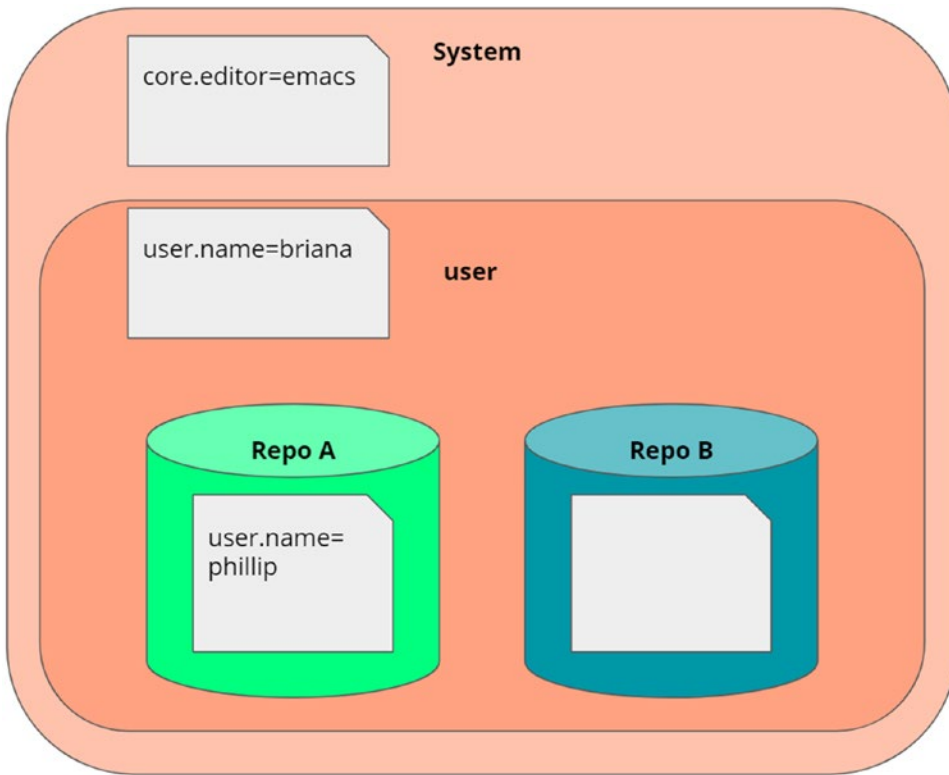 System
core.editor=emacs
user.name=briana
user
Repo A
Repo B
user.name=
phillip